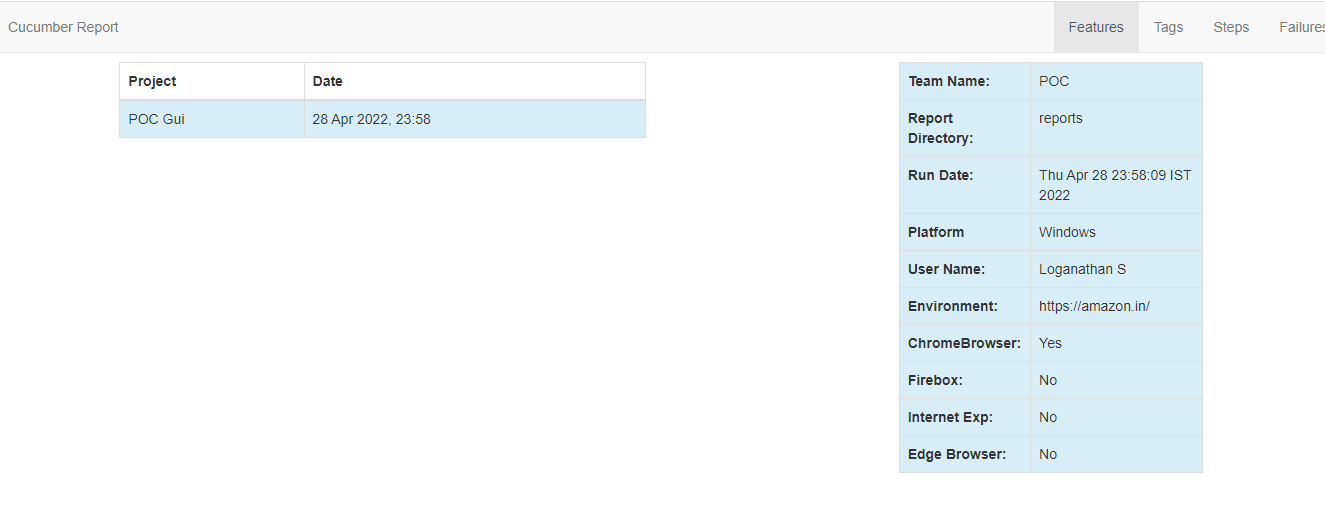 Cucumber Report Features Tags Steps Failures
Project Date
POC Gui 28 Apr 2022, 23:58
Team Name: POC
Report
Directory: reports
Run Date: Thu Apr 28 23:58:09 IST
2022
Platform Windows
User Name: Loganathan S
Environment: https://amazon.in/
ChromeBrowser: Yes
Firebox: No
Internet Exp: No
Edge Browser: No